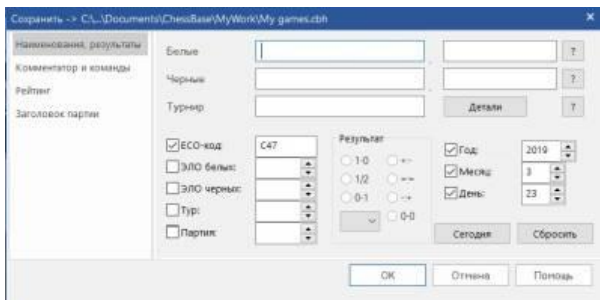 Сохранить -> C:\...\Documents\ChessBase\MyWork\My games.cbh
Наименования, результаты
Комментатор и команды
Рейтинг
Заголовок партии
Белые , ?
Черные , ?
Турнир Детали ?
ECO-код: C47
ЭЛО белых:
ЭЛО черных:
Тур:
Партия:
Результат
1-0 +-
1/2 ==
0-1 -+
0-0
Год: 2019
Месяц: 3
День: 23
Сегодня Сбросить
OK Отмена Помощь